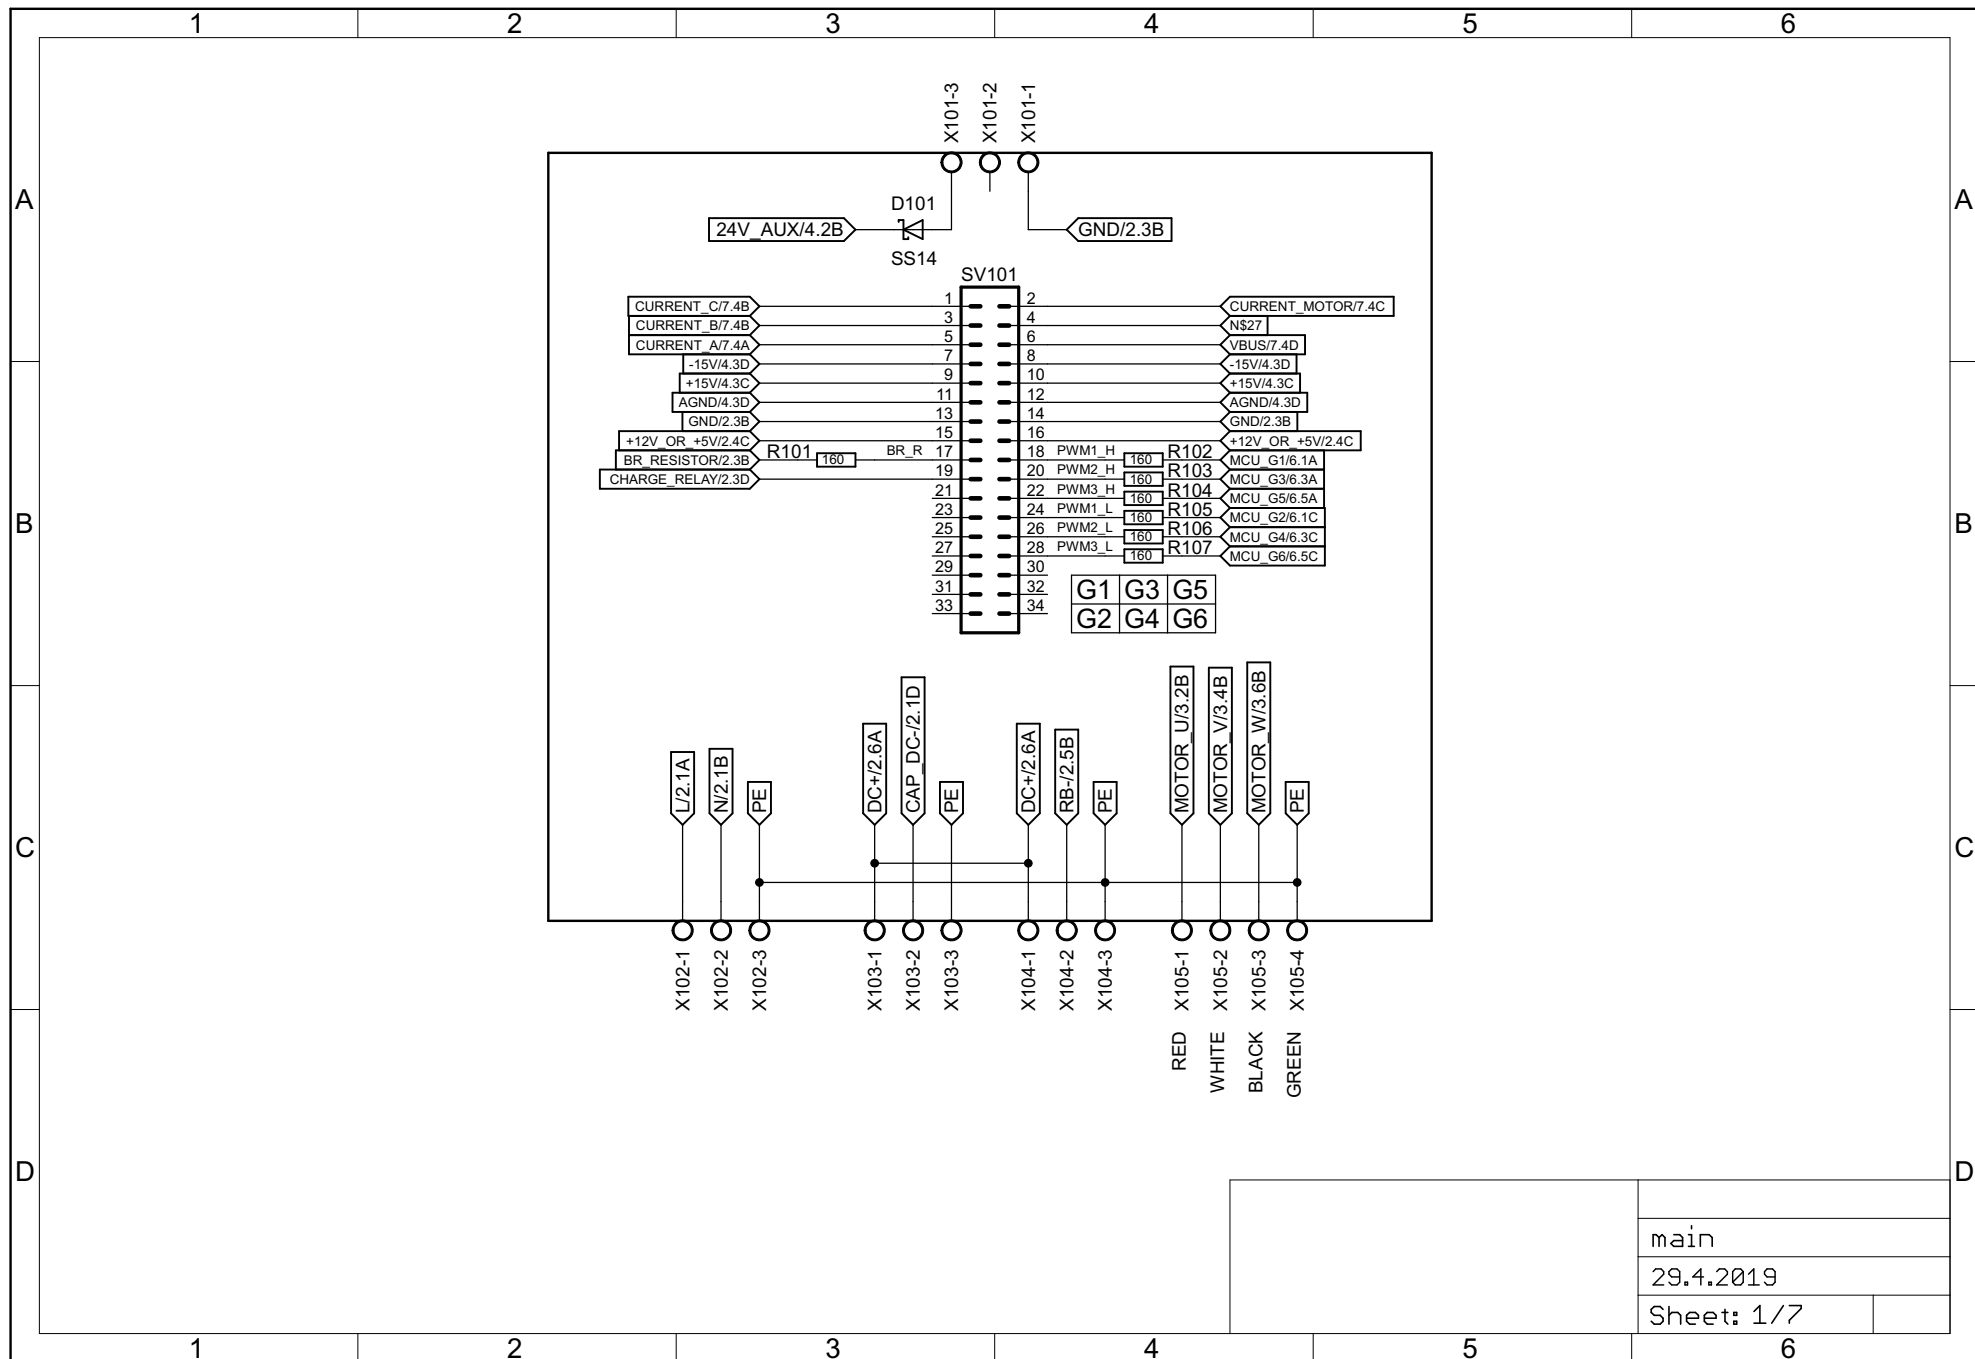 1 2 3 4 5 6
X101-3 X101-2 X101-1
A A
D101
24V_AUX/4.2B GND/2.3B
SS14
SV101
CURRENT_C/7.4B 1 2 CURRENT_MOTOR/7.4C
CURRENT_B/7.4B 3 4 N$27
CURRENT_A/7.4A 5 6 VBUS/7.4D
-15V/4.3D 7 8 -15V/4.3D
+15V/4.3C 9 10 +15V/4.3C
AGND/4.3D 11 12 AGND/4.3D
GND/2.3B 13 14 GND/2.3B
+12V_OR_+5V/2.4C 15 16 +12V_OR_+5V/2.4C
BR_RESISTOR/2.3B R101 160 BR_R 17 18 PWM1_H 160 R102 MCU_G1/6.1A
CHARGE_RELAY/2.3D 19 20 PWM2_H 160 R103 MCU_G3/6.3A
21 22 PWM3_H 160 R104 MCU_G5/6.5A
23 24 PWM1_L 160 R105 MCU_G2/6.1C
B B
25 26 PWM2_L 160 R106 MCU_G4/6.3C
27 28 PWM3_L 160 R107 MCU_G6/6.5C
29 30
31 32 G1 G3 G5
33 34 G2 G4 G6
L/2.1A N/2.1B PE DC+/2.6A CAP_DC-/2.1D PE DC+/2.6A RB-/2.5B PE MOTOR_U/3.2B MOTOR_V/3.4B MOTOR_W/3.6B PE
C C
X102-1 X102-2 X102-3 X103-1 X103-2 X103-3 X104-1 X104-2 X104-3 X105-1 X105-2 X105-3 X105-4
RED WHITE BLACK GREEN
D D
main
29.4.2019
Sheet: 1/7
1 2 3 4 5 6